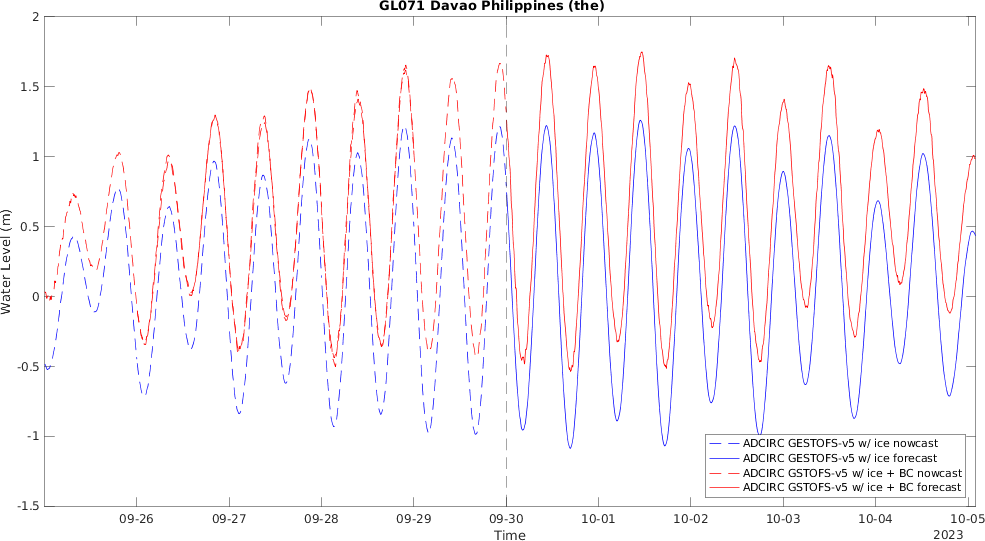 GL071 Davao Philippines (the)
2
1.5
1
0.5
0
-0.5
-1
-1.5
Water Level (m)
ADCIRC GESTOFS-v5 w/ ice nowcast
ADCIRC GESTOFS-v5 w/ ice forecast
ADCIRC GSTOFS-v5 w/ ice + BC nowcast
ADCIRC GSTOFS-v5 w/ ice + BC forecast
09-26 09-27 09-28 09-29 09-30 10-01 10-02 10-03 10-04 10-05
Time 2023